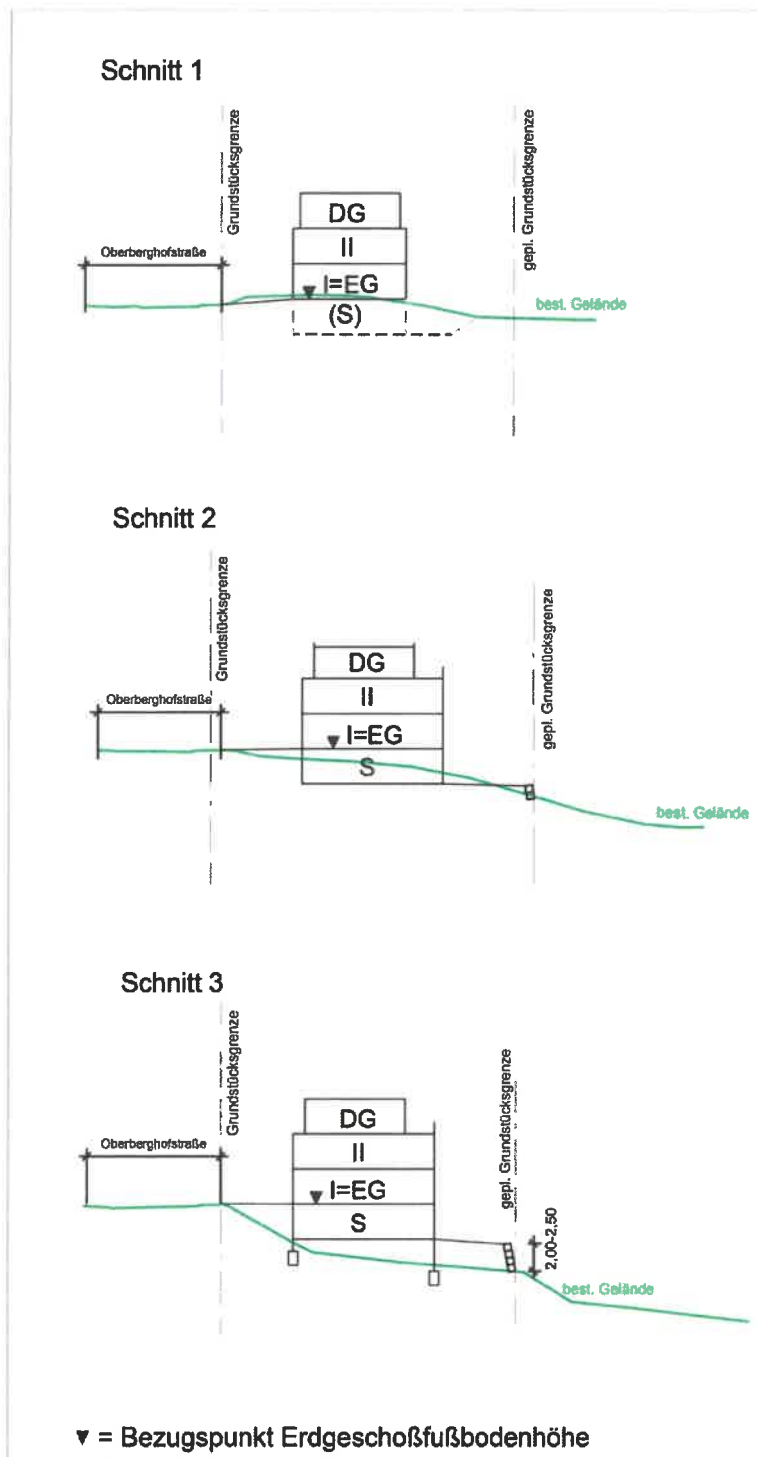 Schnitt 1
Grundstücksgrenze
gepl. Grundstücksgrenze
DG
Oberberghofstraße
II
I=EG
(S)
best. Gelände
Schnitt 2
Grundstücksgrenze
gepl. Grundstücksgrenze
DG
Oberberghofstraße
II
I=EG
S
best. Gelände
Schnitt 3
Grundstücksgrenze
gepl. Grundstücksgrenze
DG
Oberberghofstraße
II
I=EG
S
2,00-2,50
best. Gelände
▼ = Bezugspunkt Erdgeschoßfußbodenhöhe